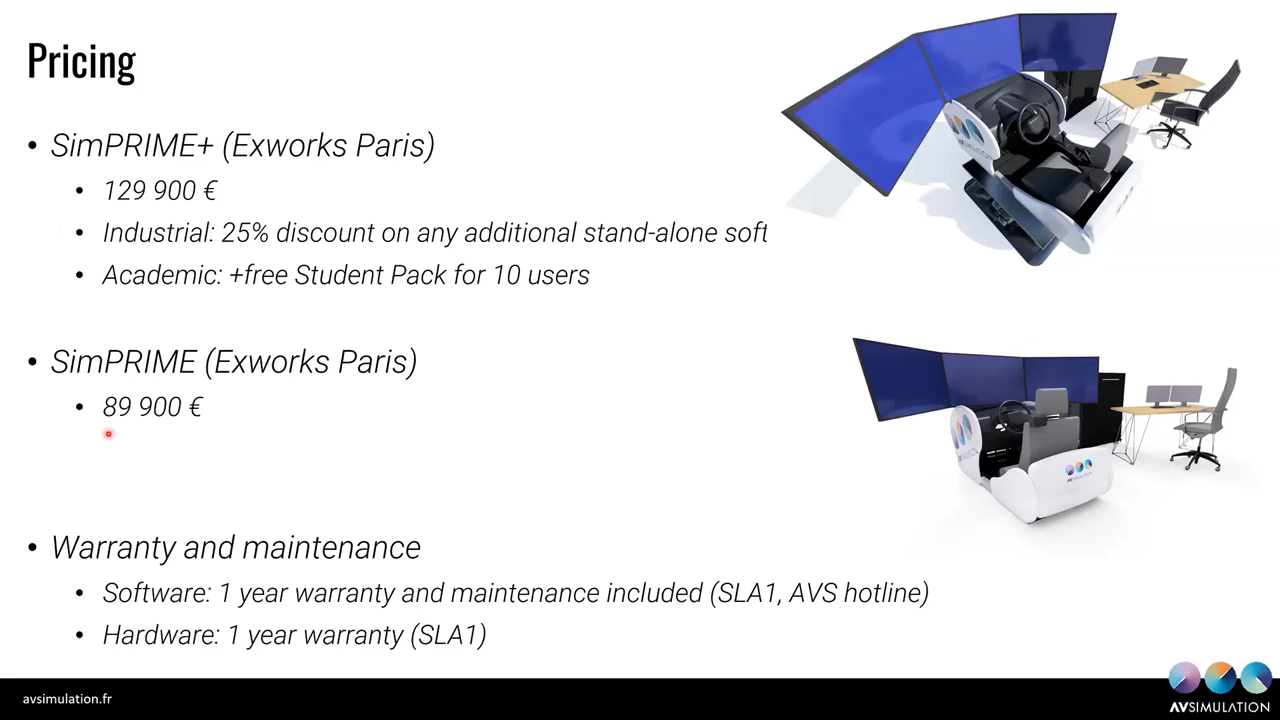 Pricing
• SimPRIME+ (Exworks Paris)
• 129 900 €
• Industrial: 25% discount on any additional stand-alone soft
• Academic: +free Student Pack for 10 users
• SimPRIME (Exworks Paris)
• 89 900 €
• Warranty and maintenance
• Software: 1 year warranty and maintenance included (SLA1, AVS hotline)
• Hardware: 1 year warranty (SLA1)
avsimulation.fr
AVSIMULATION